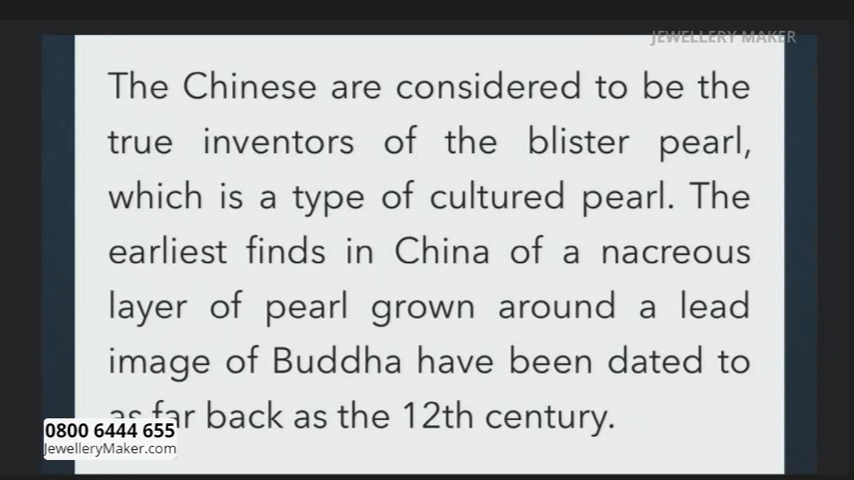 JEWELLERY MAKER
The Chinese are considered to be the
true inventors of the blister pearl,
which is a type of cultured pearl. The
earliest finds in China of a nacreous
layer of pearl grown around a lead
image of Buddha have been dated to
as far back as the 12th century.
0800 6444 655
JewelleryMaker.com